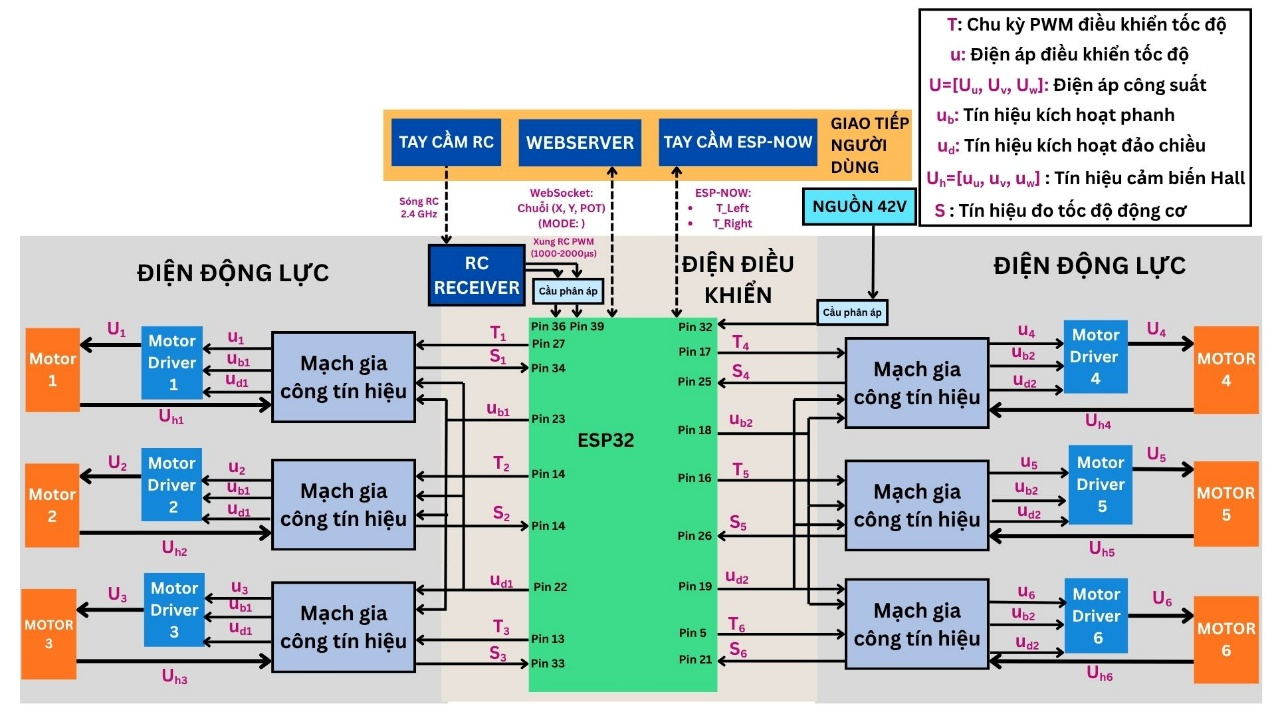 T: Chu kỳ PWM điều khiển tốc độ
u: Điện áp điều khiển tốc độ
U=[Uu, Uv, Uw]: Điện áp công suất
ub: Tín hiệu kích hoạt phanh
ud: Tín hiệu kích hoạt đảo chiều
Uh=[uu, uv, uw] : Tín hiệu cảm biến Hall
S : Tín hiệu đo tốc độ động cơ
TAY CẦM RC
WEBSERVER
TAY CẦM ESP-NOW
GIAO TIẾP
NGƯỜI
DÙNG
Sóng RC
2.4 GHz
WebSocket:
Chuỗi (X, Y, POT)
(MODE: )
ESP-NOW:
• T_Left
• T_Right
NGUỒN 42V
Xung RC PWM
(1000-2000µs)
RC
RECEIVER
Cầu phân áp
Cầu phân áp
ĐIỆN ĐỘNG LỰC
ĐIỆN ĐIỀU
KHIỂN
ĐIỆN ĐỘNG LỰC
ESP32
Pin 36 Pin 39
Pin 27
Pin 34
Pin 23
Pin 14
Pin 14
Pin 22
Pin 13
Pin 33
Pin 32
Pin 17
Pin 25
Pin 18
Pin 16
Pin 26
Pin 19
Pin 5
Pin 21
T1
S1
ub1
T2
S2
ud1
T3
S3
T4
S4
ub2
T5
S5
ud2
T6
S6
Motor
1
U1
Motor
Driver
1
u1
ub1
ud1
Uh1
Mạch gia
công tín hiệu
Motor
2
U2
Motor
Driver
2
u2
ub1
ud1
Uh2
Mạch gia
công tín hiệu
MOTOR
3
U3
Motor
Driver
3
u3
ub1
ud1
Uh3
Mạch gia
công tín hiệu
Mạch gia
công tín hiệu
u4
ub2
ud2
Motor
Driver
4
U4
Uh4
MOTOR
4
Mạch gia
công tín hiệu
u5
ub2
ud2
Motor
Driver
5
U5
Uh5
MOTOR
5
Mạch gia
công tín hiệu
u6
ub2
ud2
Motor
Driver
6
U6
Uh6
MOTOR
6